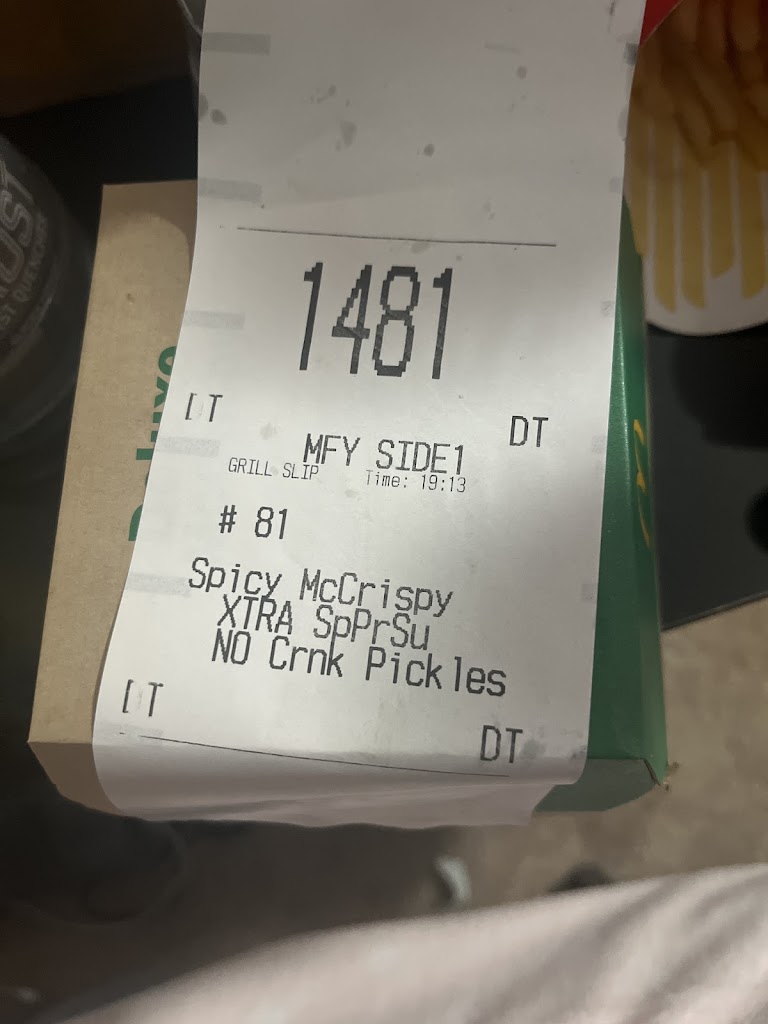 1481
DT
DT
MFY SIDE1
GRILL SLIP Time: 19:13
# 81
Spicy McCrispy
XTRA SpPrSu
NO Crnk Pickles
DT
DT